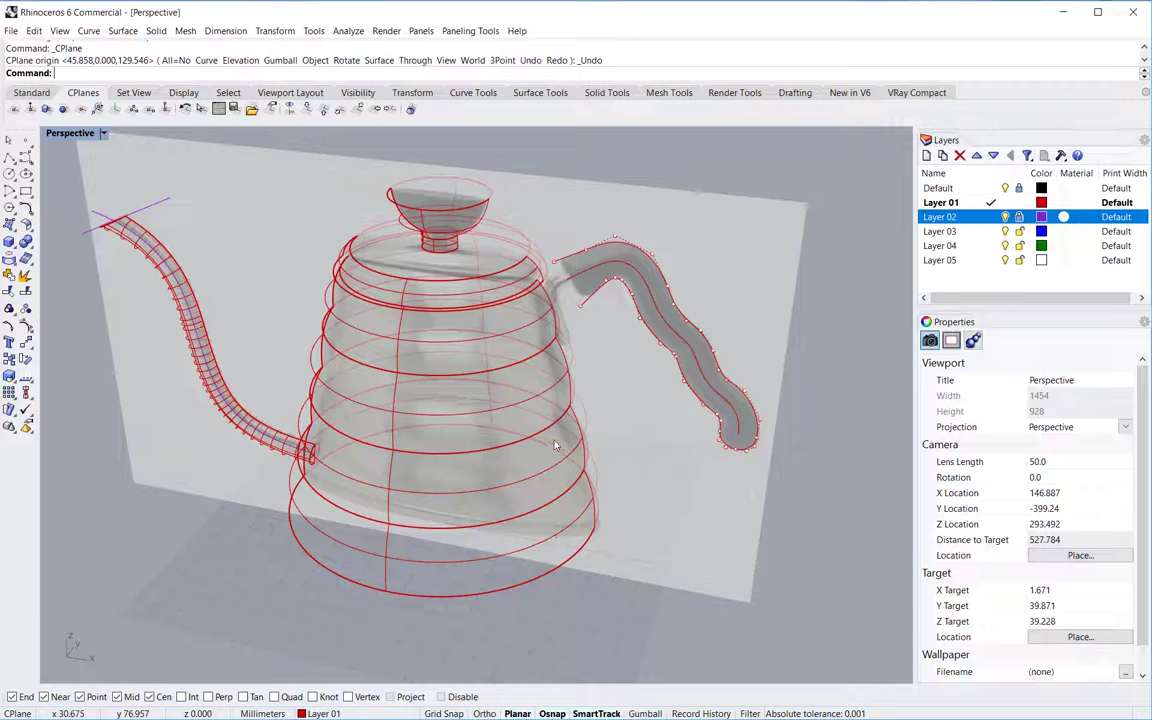 Rhinoceros 6 Commercial - [Perspective]
File Edit View Curve Surface Solid Mesh Dimension Transform Tools Analyze Render Panels Paneling Tools Help
Command: _CPlane
CPlane origin <45.858,0.000,129.546> ( All=No Curve Elevation Gumball Object Rotate Surface Through View World 3Point Undo Redo ): _Undo
Command:
Standard CPlanes Set View Display Select Viewport Layout Visibility Transform Curve Tools Surface Tools Solid Tools Mesh Tools Render Tools Drafting New in V6 VRay Compact
Perspective
Layers
Name Color Material Print Width
Default Default
Layer 01 Default
Layer 02 Default
Layer 03 Default
Layer 04 Default
Layer 05 Default
Properties
Viewport
Title Perspective
Width 1454
Height 928
Projection Perspective
Camera
Lens Length 50.0
Rotation 0.0
X Location 146.887
Y Location -399.24
Z Location 293.492
Distance to Target 527.784
Location Place...
Target
X Target 1.671
Y Target 39.871
Z Target 39.228
Location Place...
Wallpaper
Filename (none) ...
z
y
x
End Near Point Mid Cen Int Perp Tan Quad Knot Vertex Project Disable
CPlane x 30.675 y 76.957 z 0.000 Millimeters Layer 01 Grid Snap Ortho Planar Osnap SmartTrack Gumball Record History Filter Absolute tolerance: 0.001